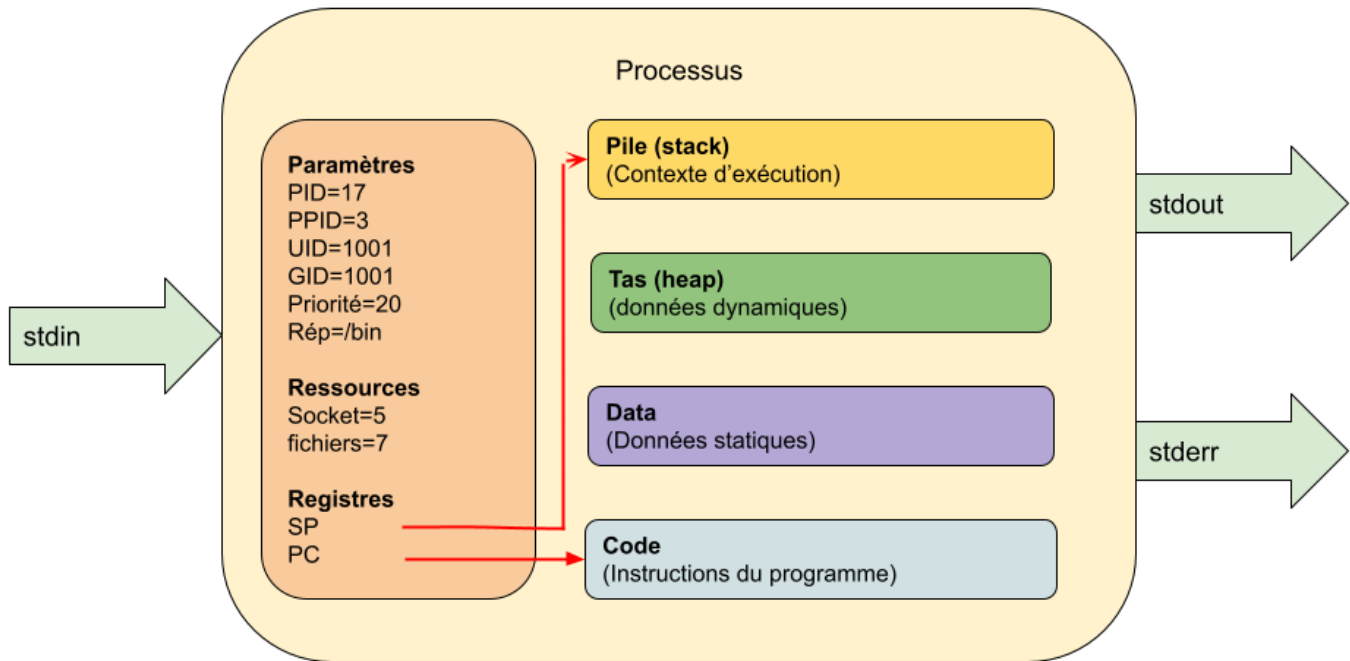 Processus
stdin
Paramètres
PID=17
PPID=3
UID=1001
GID=1001
Priorité=20
Rép=/bin
Ressources
Socket=5
fichiers=7
Registres
SP
PC
Pile (stack)
(Contexte d'exécution)
Tas (heap)
(données dynamiques)
Data
(Données statiques)
Code
(Instructions du programme)
stdout
stderr